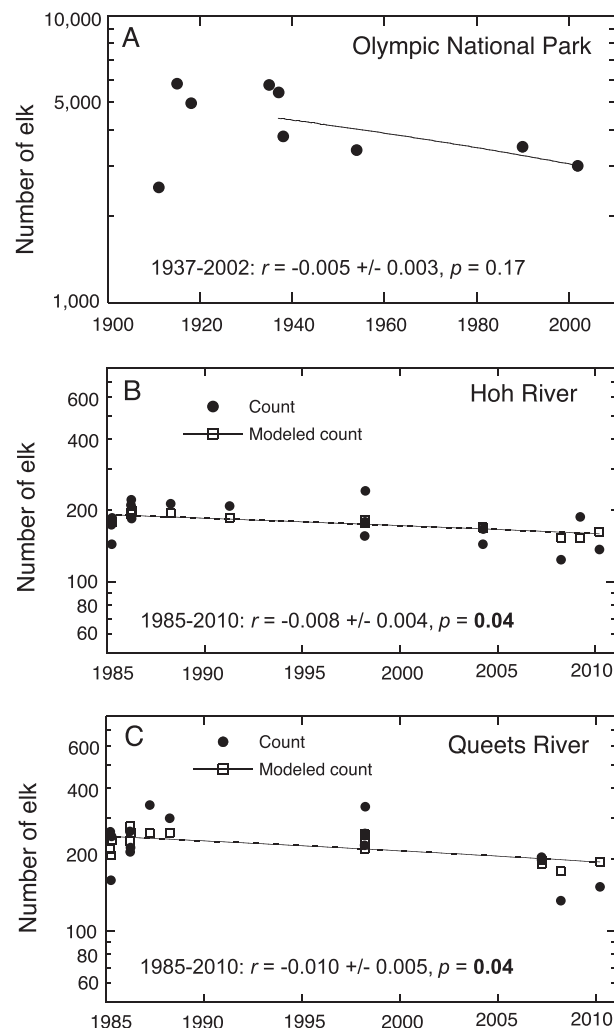 10,000
A
Olympic National Park
5,000
Number of elk
1937-2002: r = -0.005 +/- 0.003, p = 0.17
1,000
1900 1920 1940 1960 1980 2000
B
Hoh River
600
Count
Modeled count
400
Number of elk
200
100
80
60
1985-2010: r = -0.008 +/- 0.004, p = 0.04
1985 1990 1995 2000 2005 2010
C
Queets River
600
Count
Modeled count
400
Number of elk
200
100
80
60
1985-2010: r = -0.010 +/- 0.005, p = 0.04
1985 1990 1995 2000 2005 2010